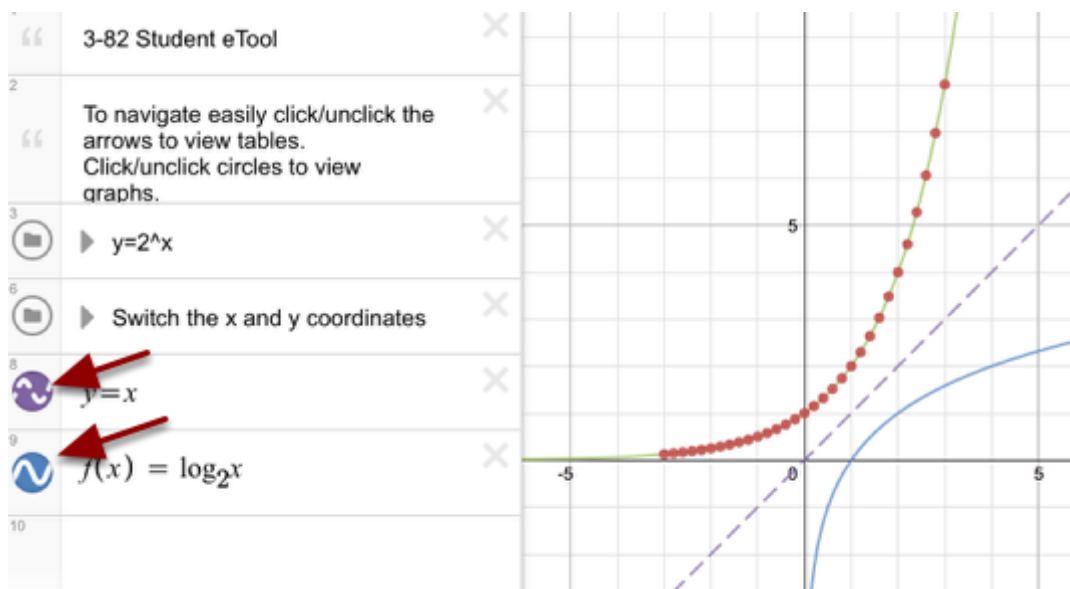 3-82 Student eTool
2
To navigate easily click/unclick the
arrows to view tables.
Click/unclick circles to view
graphs.
3
y=2^x
6
Switch the x and y coordinates
8
y=x
9
f(x) = log₂x
10
5
-5
0
5